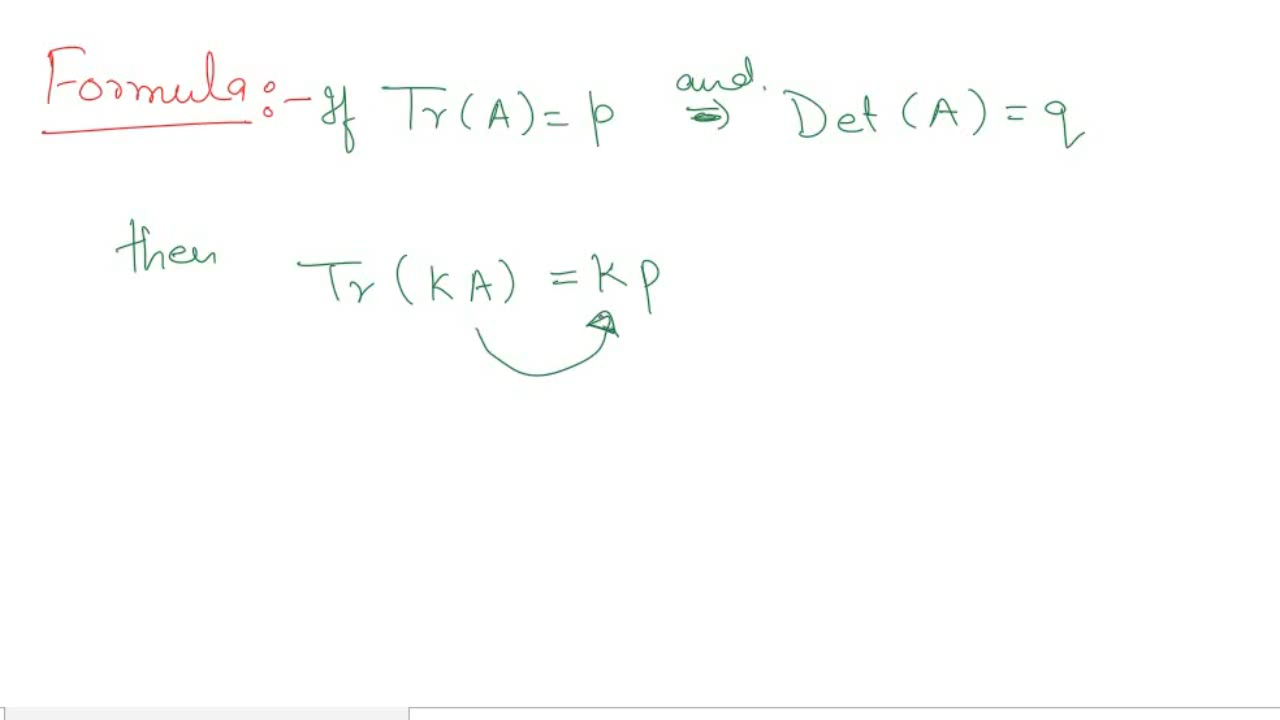 Formula :- If Tr(A) = p and. Det (A) = q
then Tr (KA) = Kp